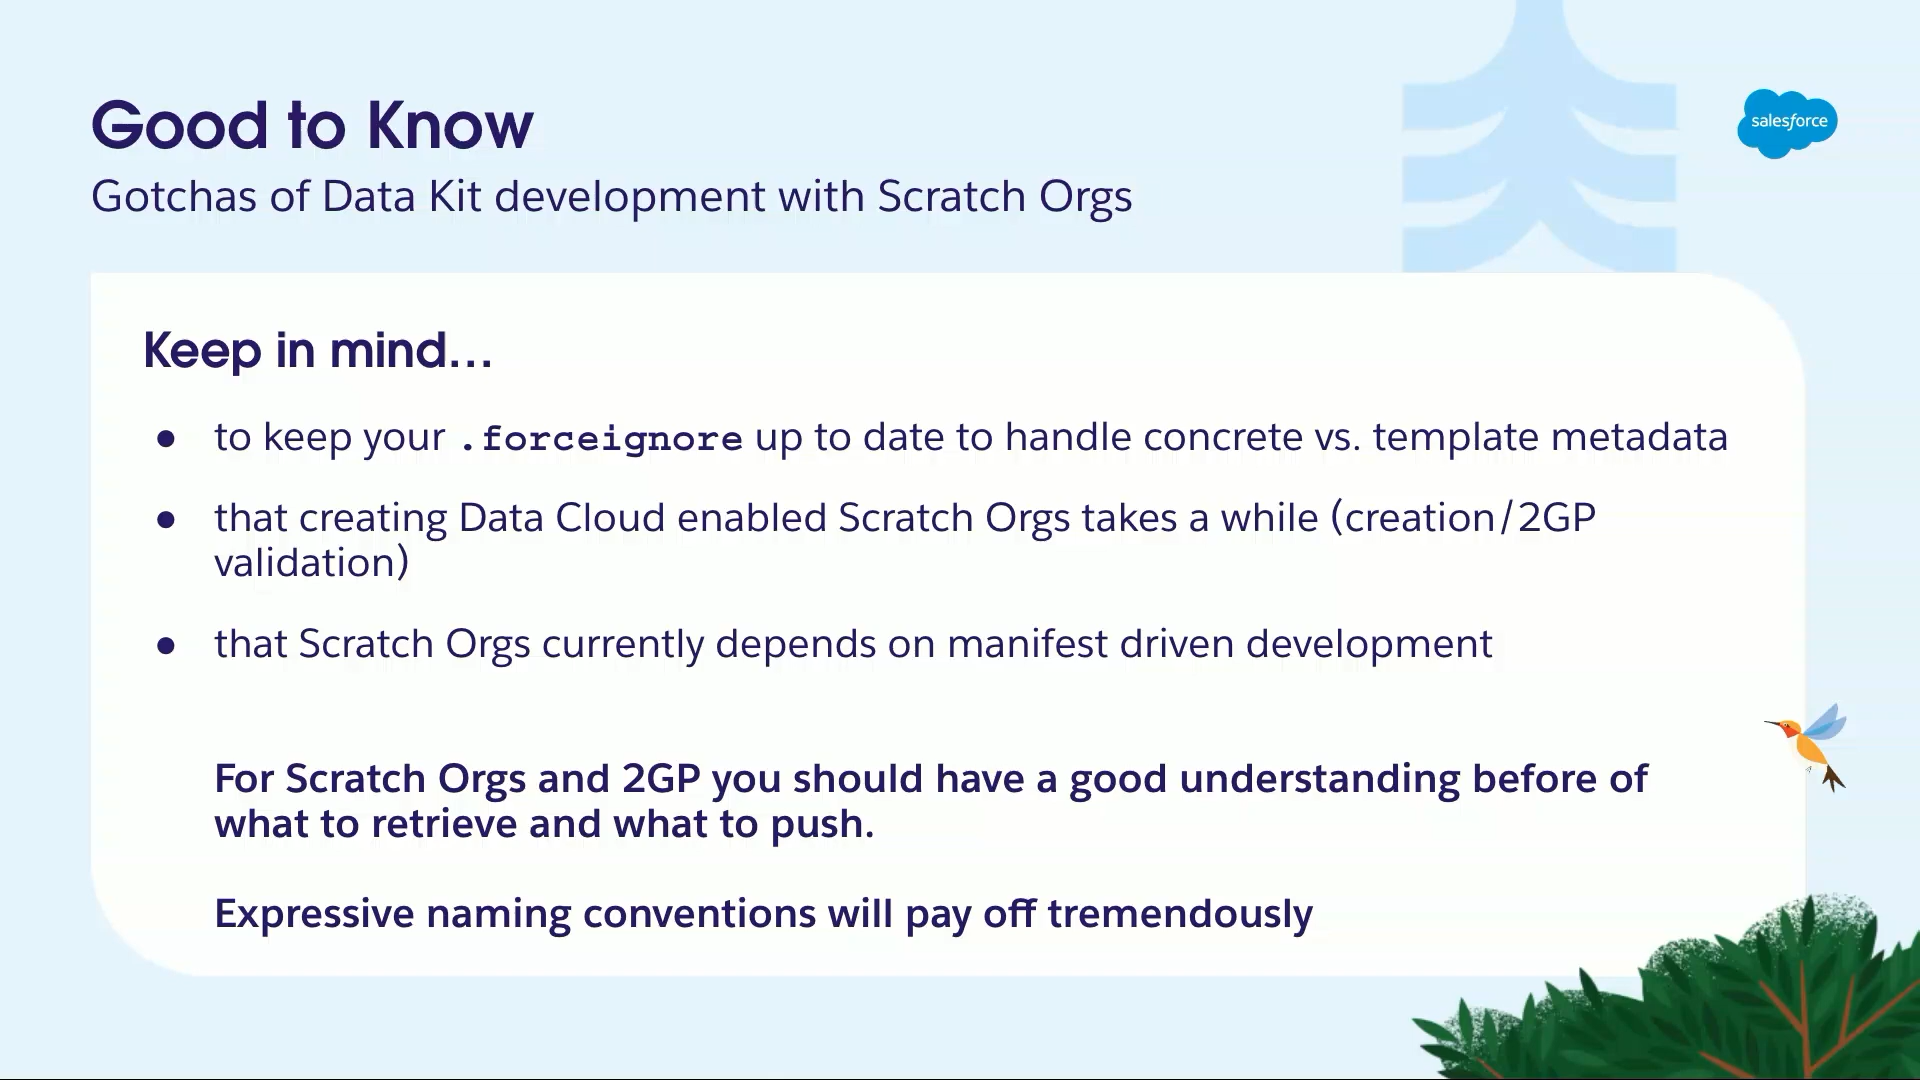 Good to Know
salesforce
Gotchas of Data Kit development with Scratch Orgs
Keep in mind...
● to keep your .forceignore up to date to handle concrete vs. template metadata
● that creating Data Cloud enabled Scratch Orgs takes a while (creation/2GP
validation)
● that Scratch Orgs currently depends on manifest driven development
For Scratch Orgs and 2GP you should have a good understanding before of
what to retrieve and what to push.
Expressive naming conventions will pay off tremendously